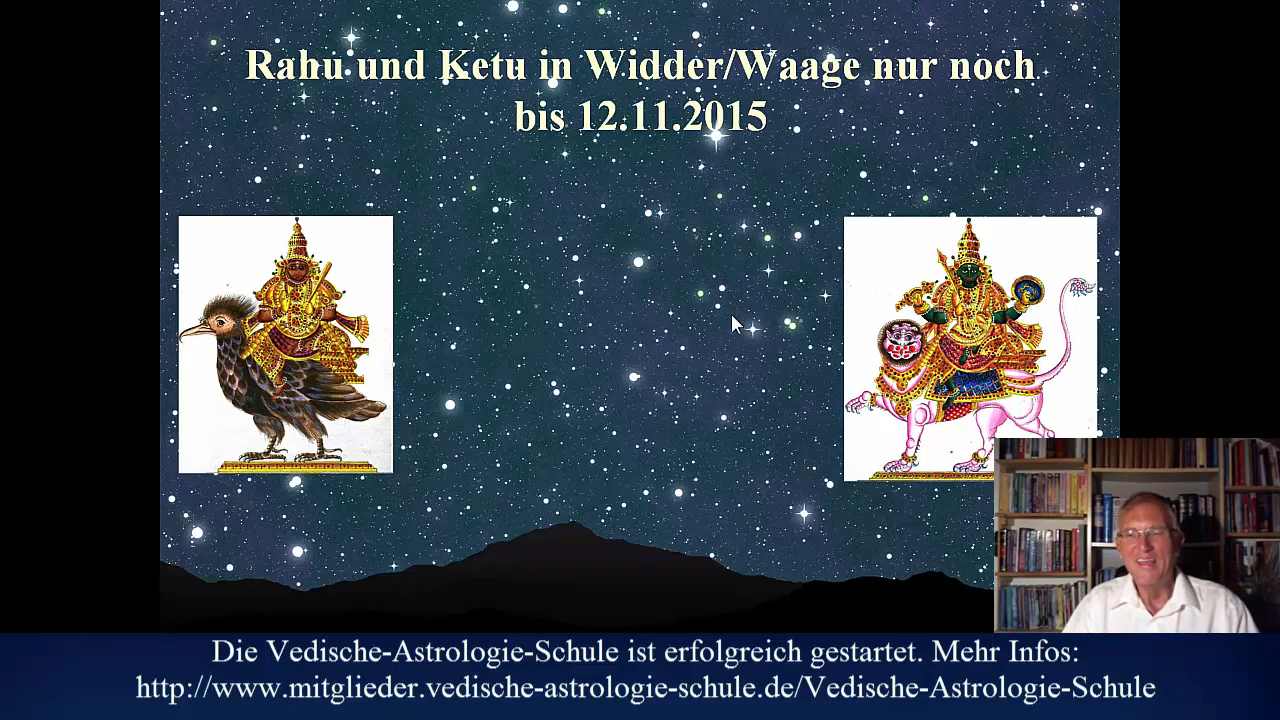 Rahu und Ketu in Widder/Waage nur noch
bis 12.11.2015
Die Vedische-Astrologie-Schule ist erfolgreich gestartet. Mehr Infos:
http://www.mitglieder.vedische-astrologie-schule.de/Vedische-Astrologie-Schule